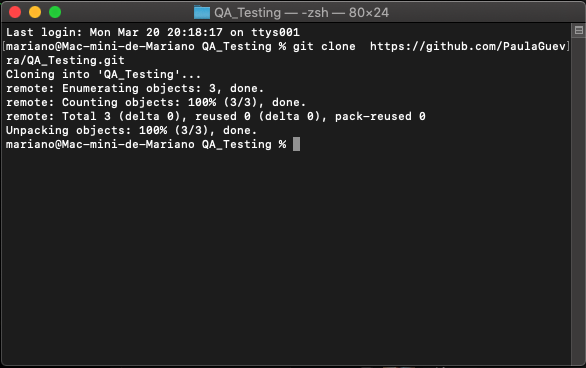 QA_Testing — -zsh — 80×24
Last login: Mon Mar 20 20:18:17 on ttys001
[mariano@Mac-mini-de-Mariano QA_Testing % git clone  https://github.com/PaulaGuev]
ra/QA_Testing.git
Cloning into 'QA_Testing'...
remote: Enumerating objects: 3, done.
remote: Counting objects: 100% (3/3), done.
remote: Total 3 (delta 0), reused 0 (delta 0), pack-reused 0
Unpacking objects: 100% (3/3), done.
mariano@Mac-mini-de-Mariano QA_Testing %